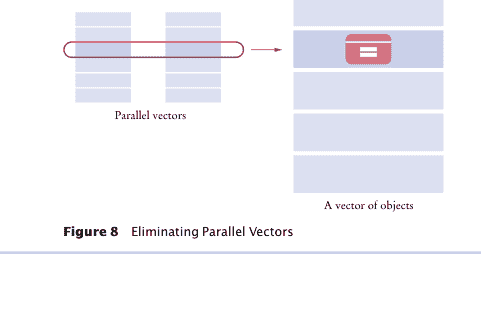 Parallel vectors
A vector of objects
Figure 8 Eliminating Parallel Vectors